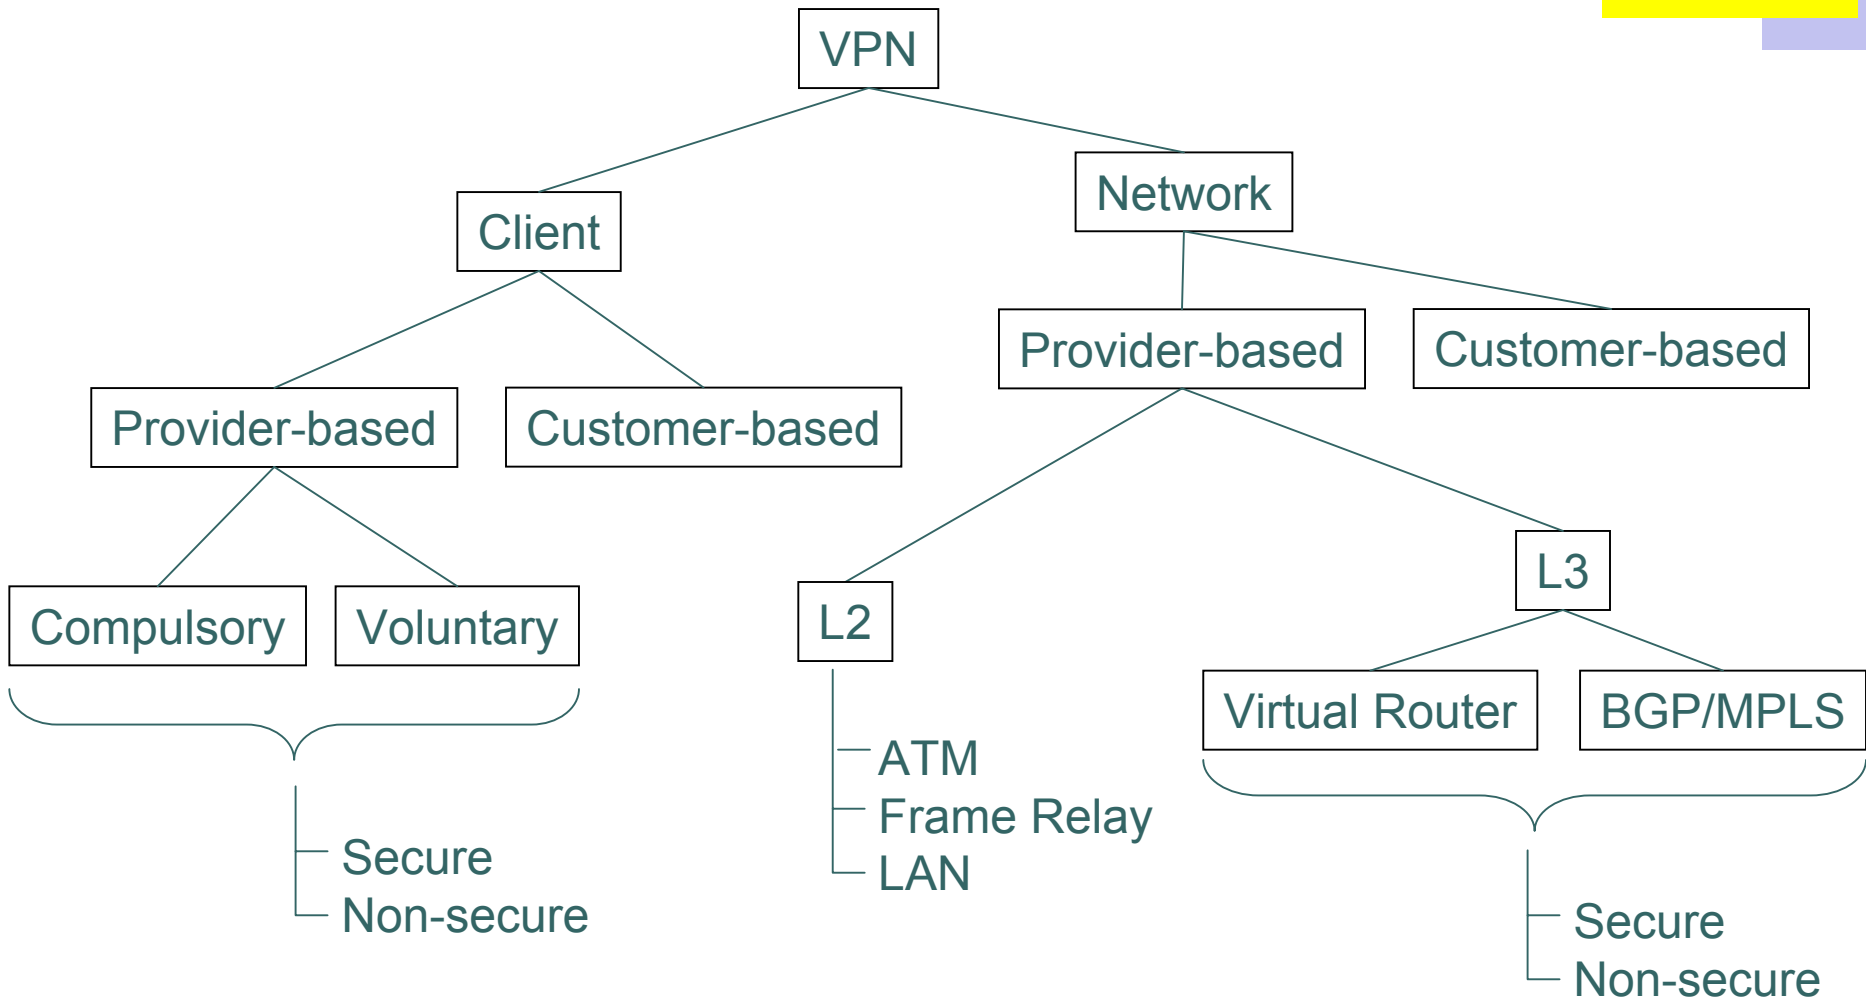 VPN
Network
Client
Provider-based
Customer-based
Provider-based
Customer-based
L3
L2
Compulsory
Voluntary
Virtual Router
BGP/MPLS
ATM
Frame Relay
LAN
Secure
Non-secure
Secure
Non-secure